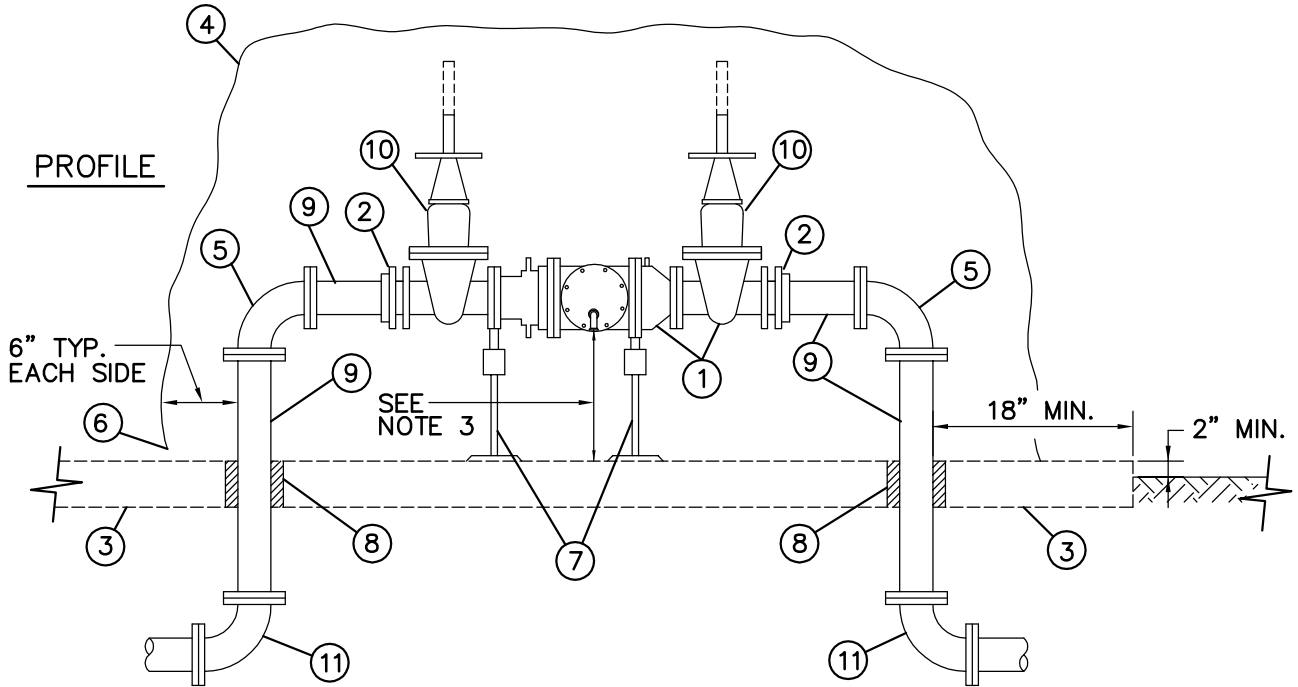 4
PROFILE
10
10
9
2
2
5
5
6” TYP.
EACH SIDE
9
1
9
SEE
NOTE 3
18” MIN.
2” MIN.
6
3
8
7
8
3
11
11